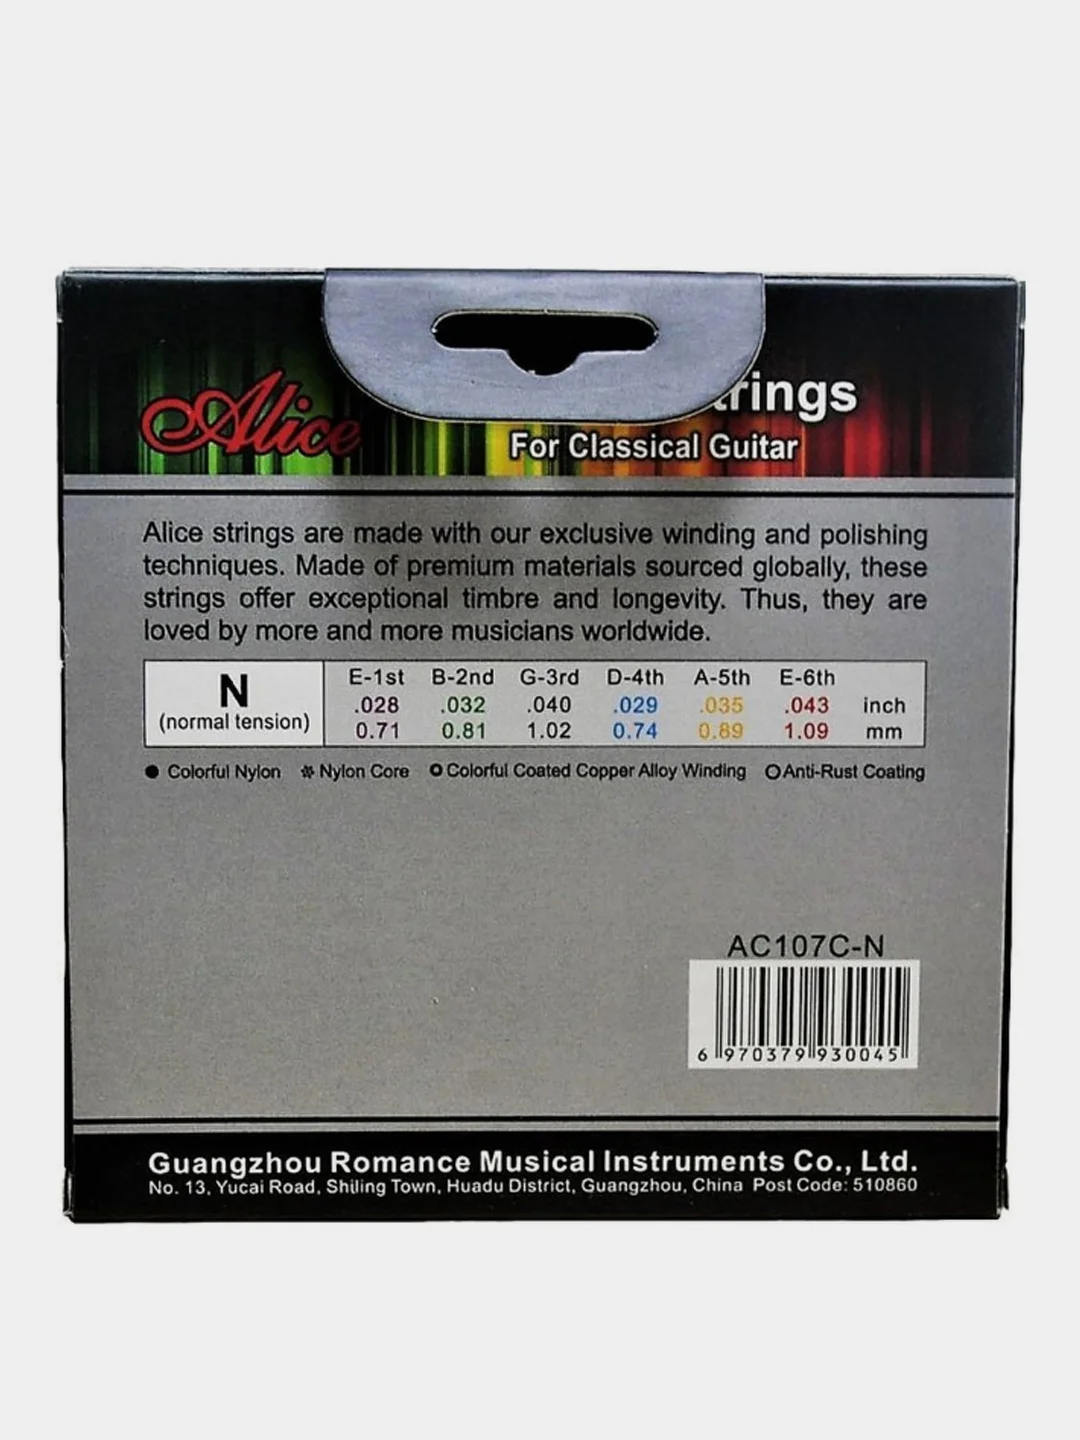 Alice
For Classical Guitar
Alice strings are made with our exclusive winding and polishing
techniques. Made of premium materials sourced globally, these
strings offer exceptional timbre and longevity. Thus, they are
loved by more and more musicians worldwide.
N
(normal tension)
E-1st B-2nd G-3rd D-4th A-5th E-6th
.028 .032 .040 .029 .035 .043 inch
0.71 0.81 1.02 0.74 0.89 1.09 mm
Colorful Nylon Nylon Core Colorful Coated Copper Alloy Winding Anti-Rust Coating
AC107C-N
6 970379 930045
Guangzhou Romance Musical Instruments Co., Ltd.
No. 13, Yucai Road, Shiling Town, Huadu District, Guangzhou, China Post Code: 510860